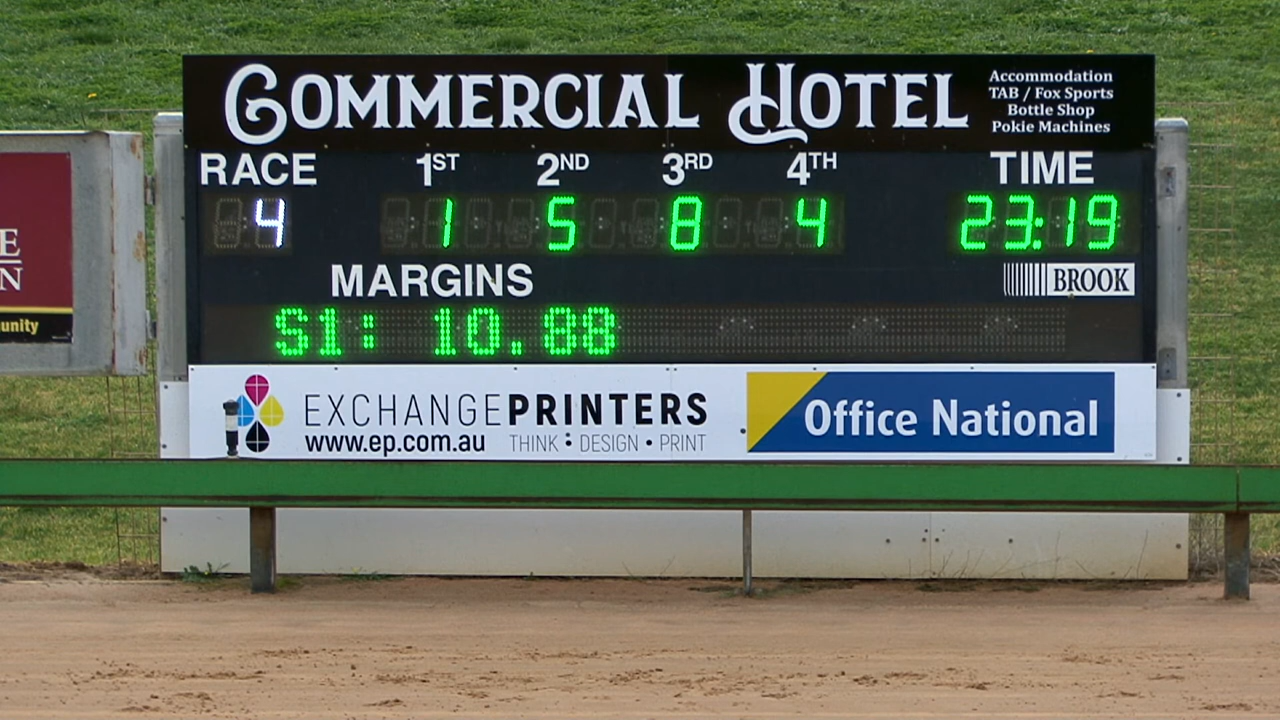 COMMERCIAL HOTEL
Accommodation
TAB / Fox Sports
Bottle Shop
Pokie Machines
RACE 1ST 2ND 3RD 4TH TIME
4 1 5 8 4 23:19
MARGINS
BROOK
S1: 10.88
EXCHANGEPRINTERS
www.ep.com.au THINK • DESIGN • PRINT
Office National
E
N
unity